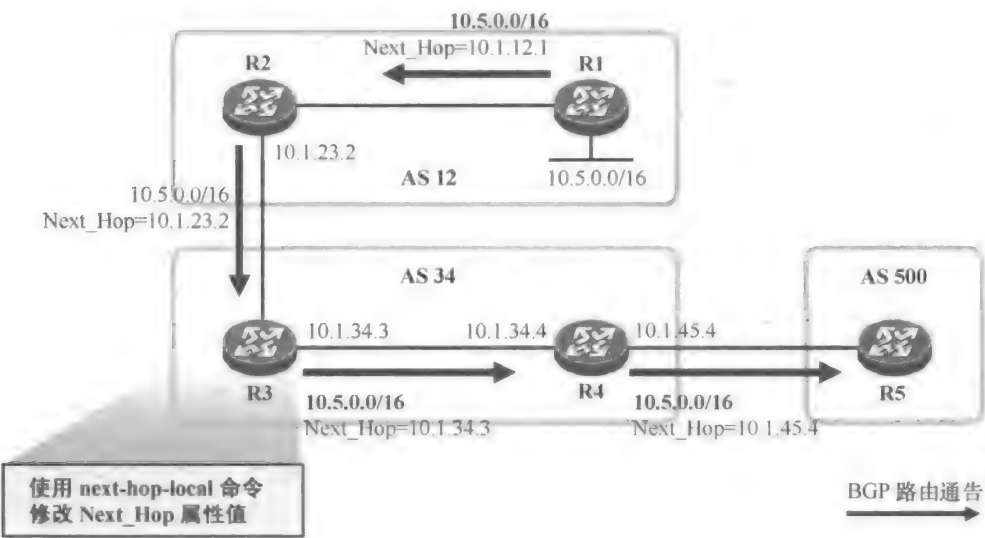 10.5.0.0/16
Next_Hop=10.1.12.1
R2
R1
10.1.23.2
AS 12
10.5.0.0/16
10.5.0.0/16
Next_Hop=10.1.23.2
AS 34
AS 500
10.1.34.3
10.1.34.4
10.1.45.4
R3
R4
R5
10.5.0.0/16
Next_Hop=10.1.34.3
10.5.0.0/16
Next_Hop=10.1.45.4
使用 next-hop-local 命令
修改 Next_Hop 属性值
BGP 路由通告